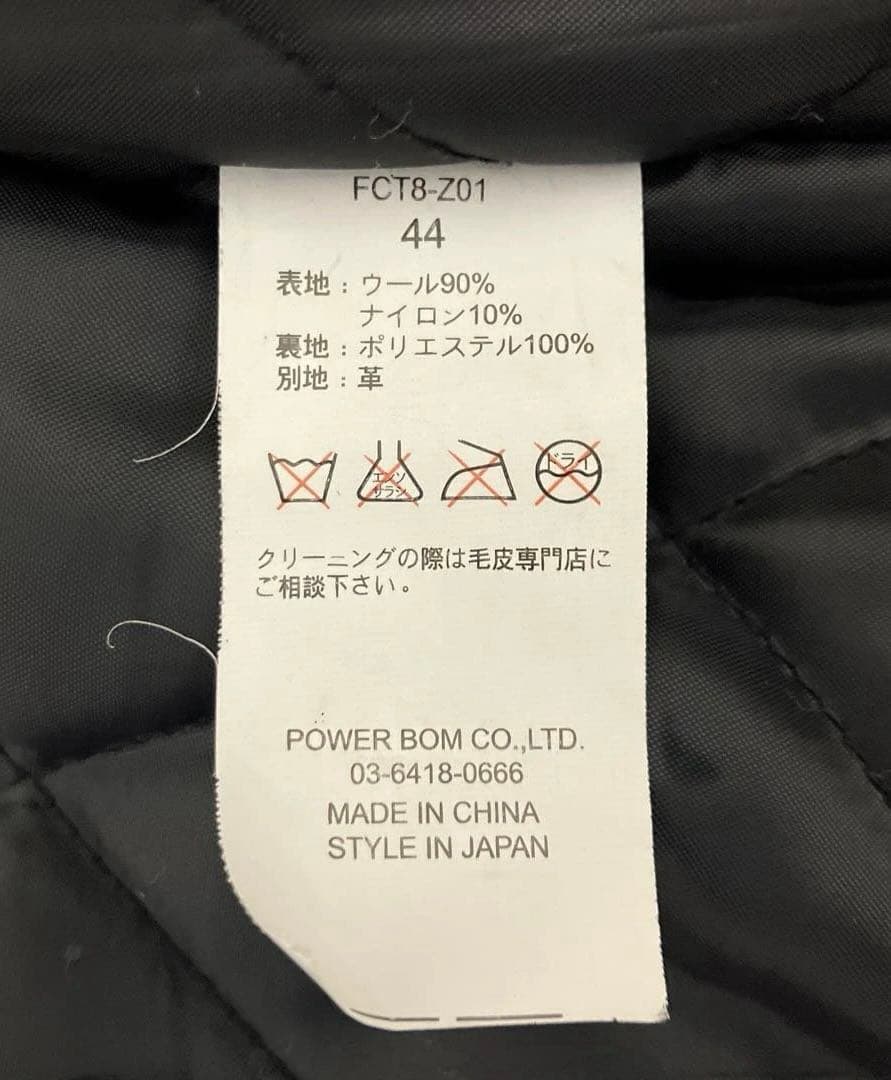 FCT8-Z01
44
表地：ウール90%
ナイロン10%
裏地：ポリエステル100%
別地：革
エンソ
サラシ
ドライ
クリーニングの際は毛皮専門店に
ご相談下さい。
POWER BOM CO.,LTD.
03-6418-0666
MADE IN CHINA
STYLE IN JAPAN